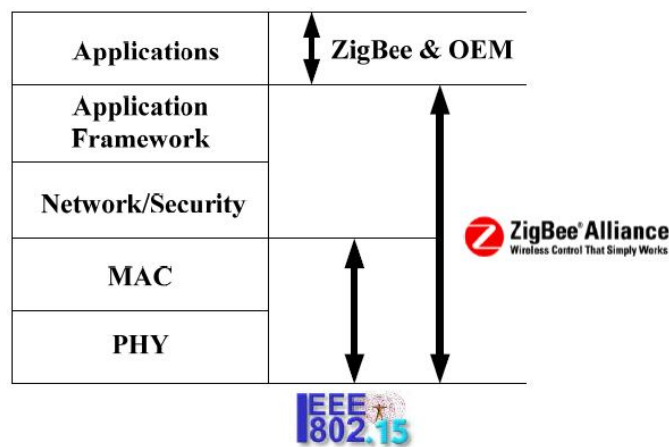 Applications
ZigBee & OEM
Application
Framework
Network/Security
ZigBee® Alliance
Wireless Control That Simply Works
MAC
PHY
IEEE
802.15